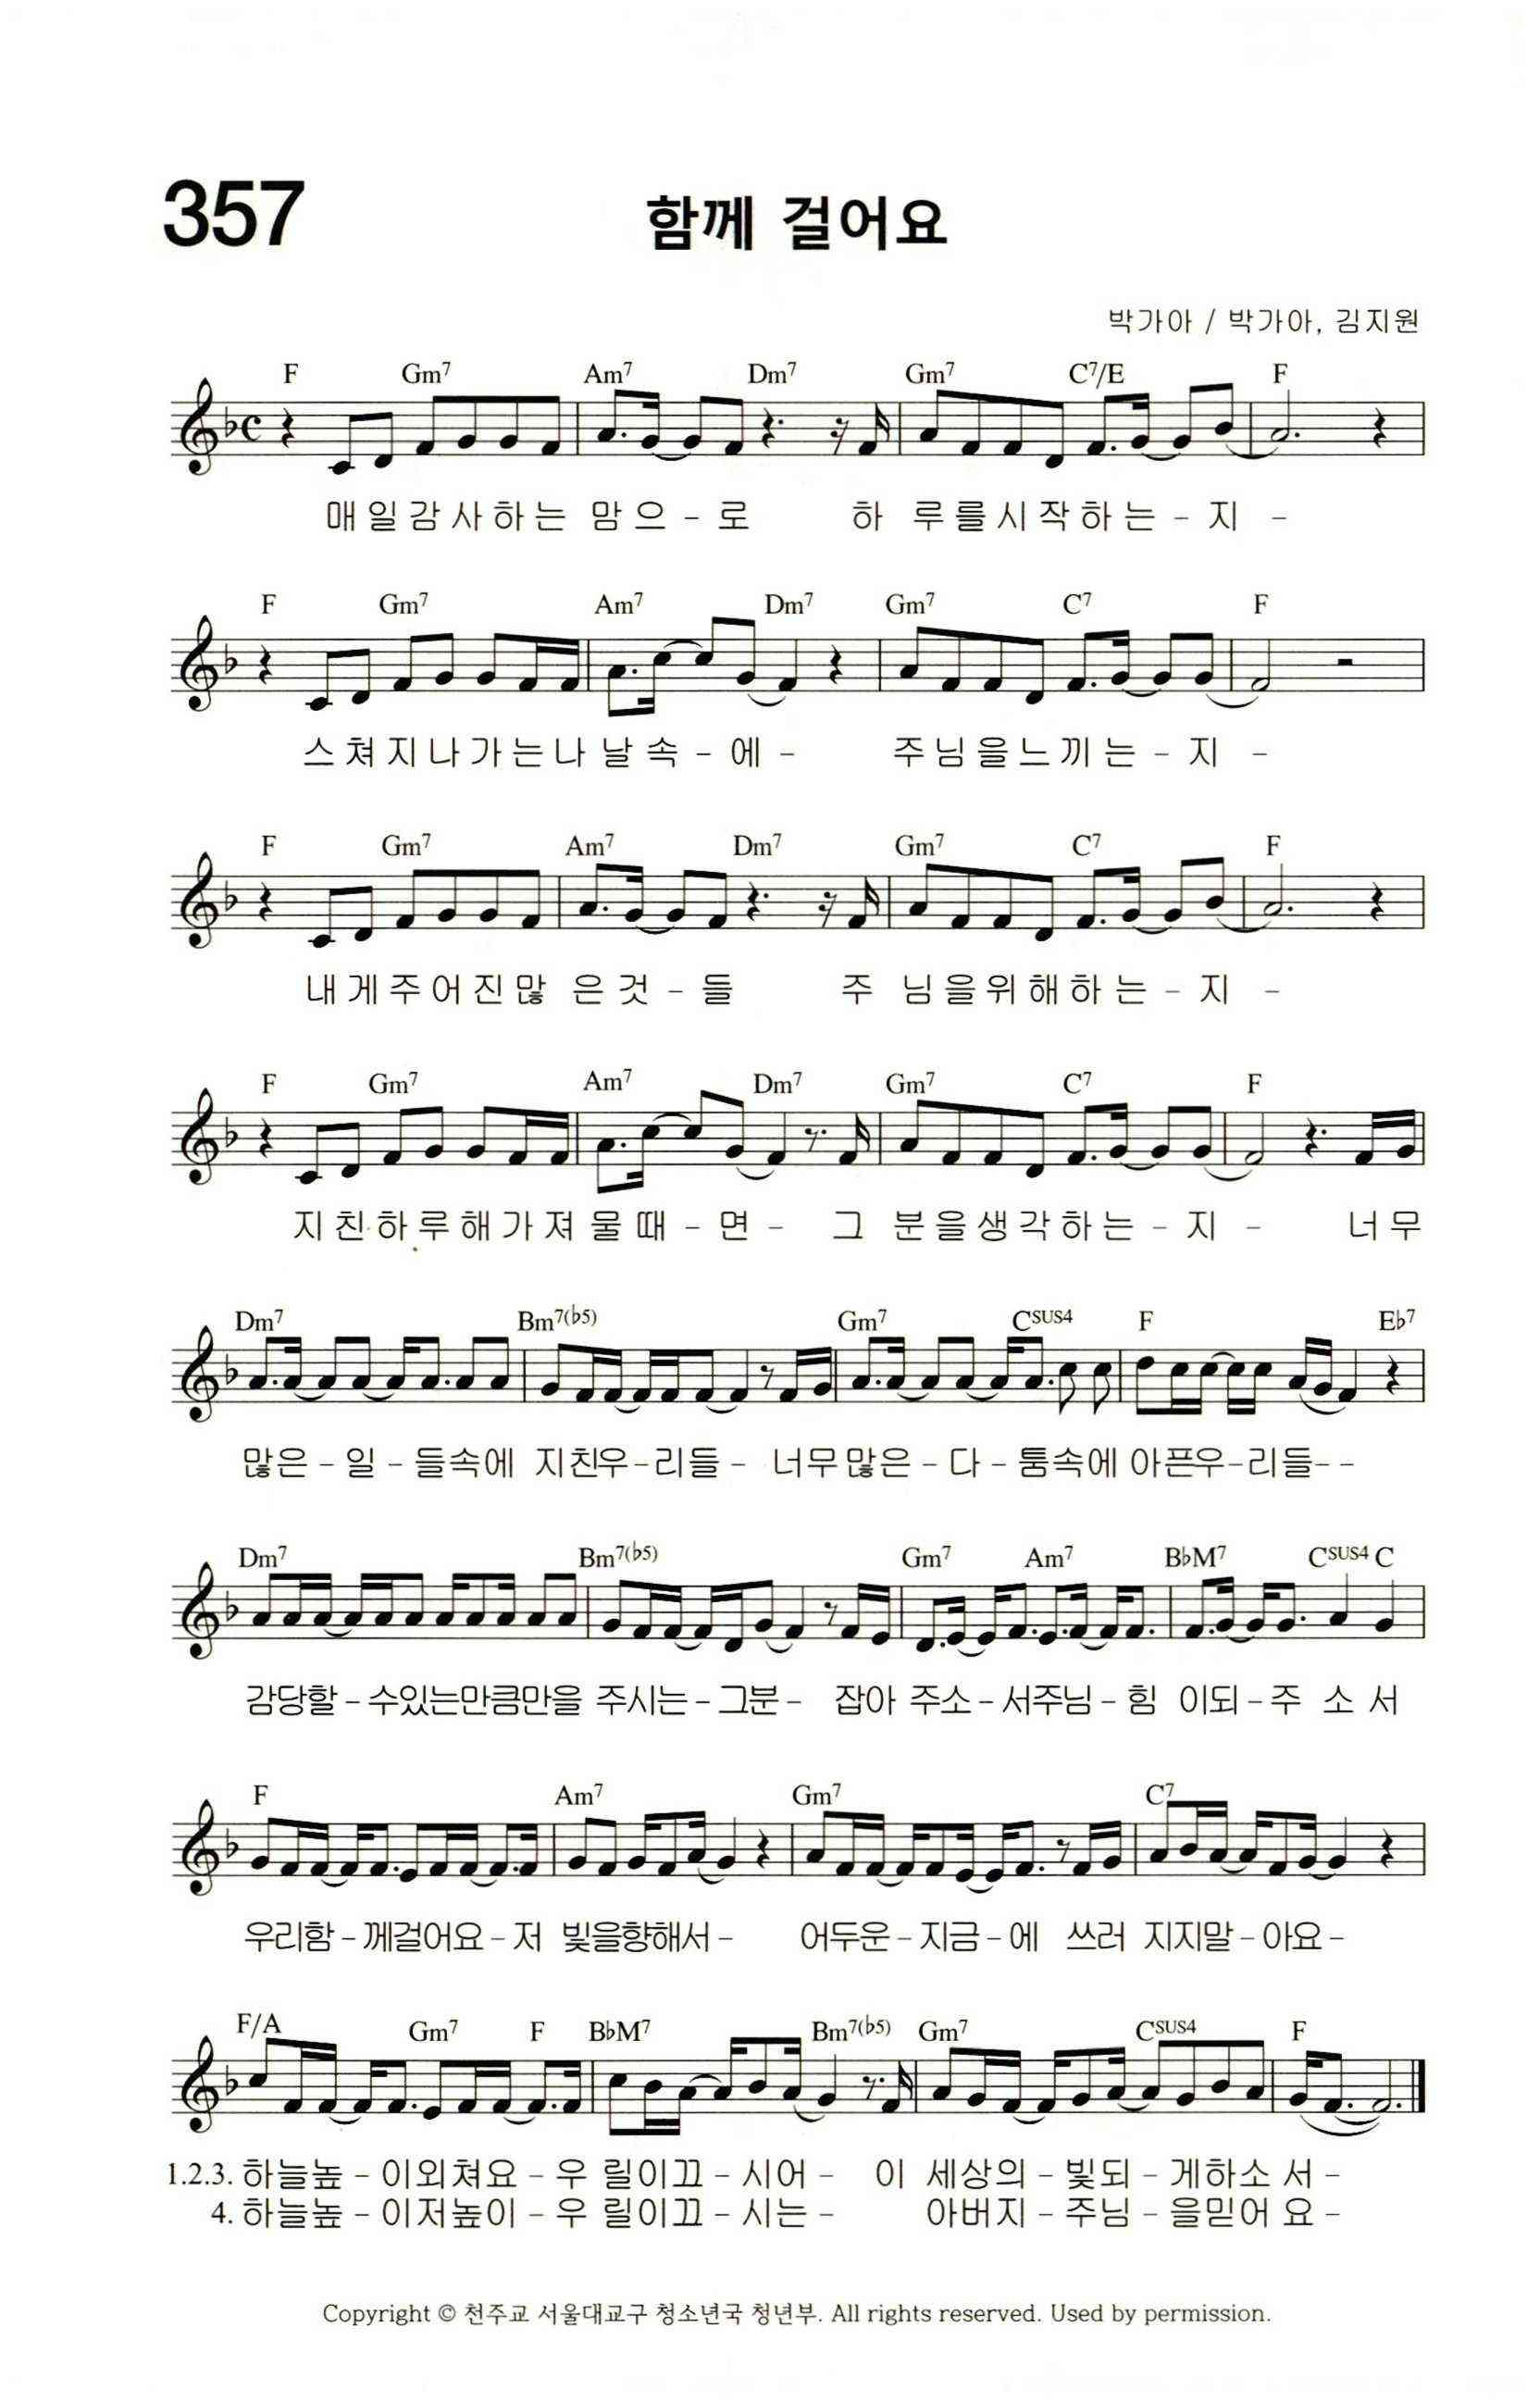 357
함께 걸어요
박가아 / 박가아, 김지원
F Gm7 Am7 Dm7 Gm7 C7/E F
매일감사하는 맘으-로 하 루를시작하는-지 -
F Gm7 Am7 Dm7 Gm7 C7 F
스쳐지나가는나 날속-에- 주님을느끼는-지 -
F Gm7 Am7 Dm7 Gm7 C7 F
내게주어진많 은것-들 주 님을위해하는-지 -
F Gm7 Am7 Dm7 Gm7 C7 F
지친하루해가져 물때-면- 그 분을생각하는-지 - 너무
Dm7 Bm7(♭5) Gm7 Csus4 F E♭7
많은-일-들속에 지친우-리들- 너무많은-다-툼속에 아픈우-리들--
Dm7 Bm7(♭5) Gm7 Am7 B♭M7 Csus4 C
감당할-수있는만큼만을 주시는-그분- 잡아 주소-서주님-힘 이되-주 소 서
F Am7 Gm7 C7
우리함-께걸어요-저 빛을향해서- 어두운-지금-에 쓰러 지지말-아요-
F/A Gm7 F B♭M7 Bm7(♭5) Gm7 Csus4 F
1.2.3. 하늘높-이외쳐요-우 릴이끄-시어- 이 세상의-빛되-게하소 서-
4. 하늘높-이저높이-우 릴이끄-시는- 아버지-주님-을믿어 요-
Copyright © 천주교 서울대교구 청소년국 청년부. All rights reserved. Used by permission.